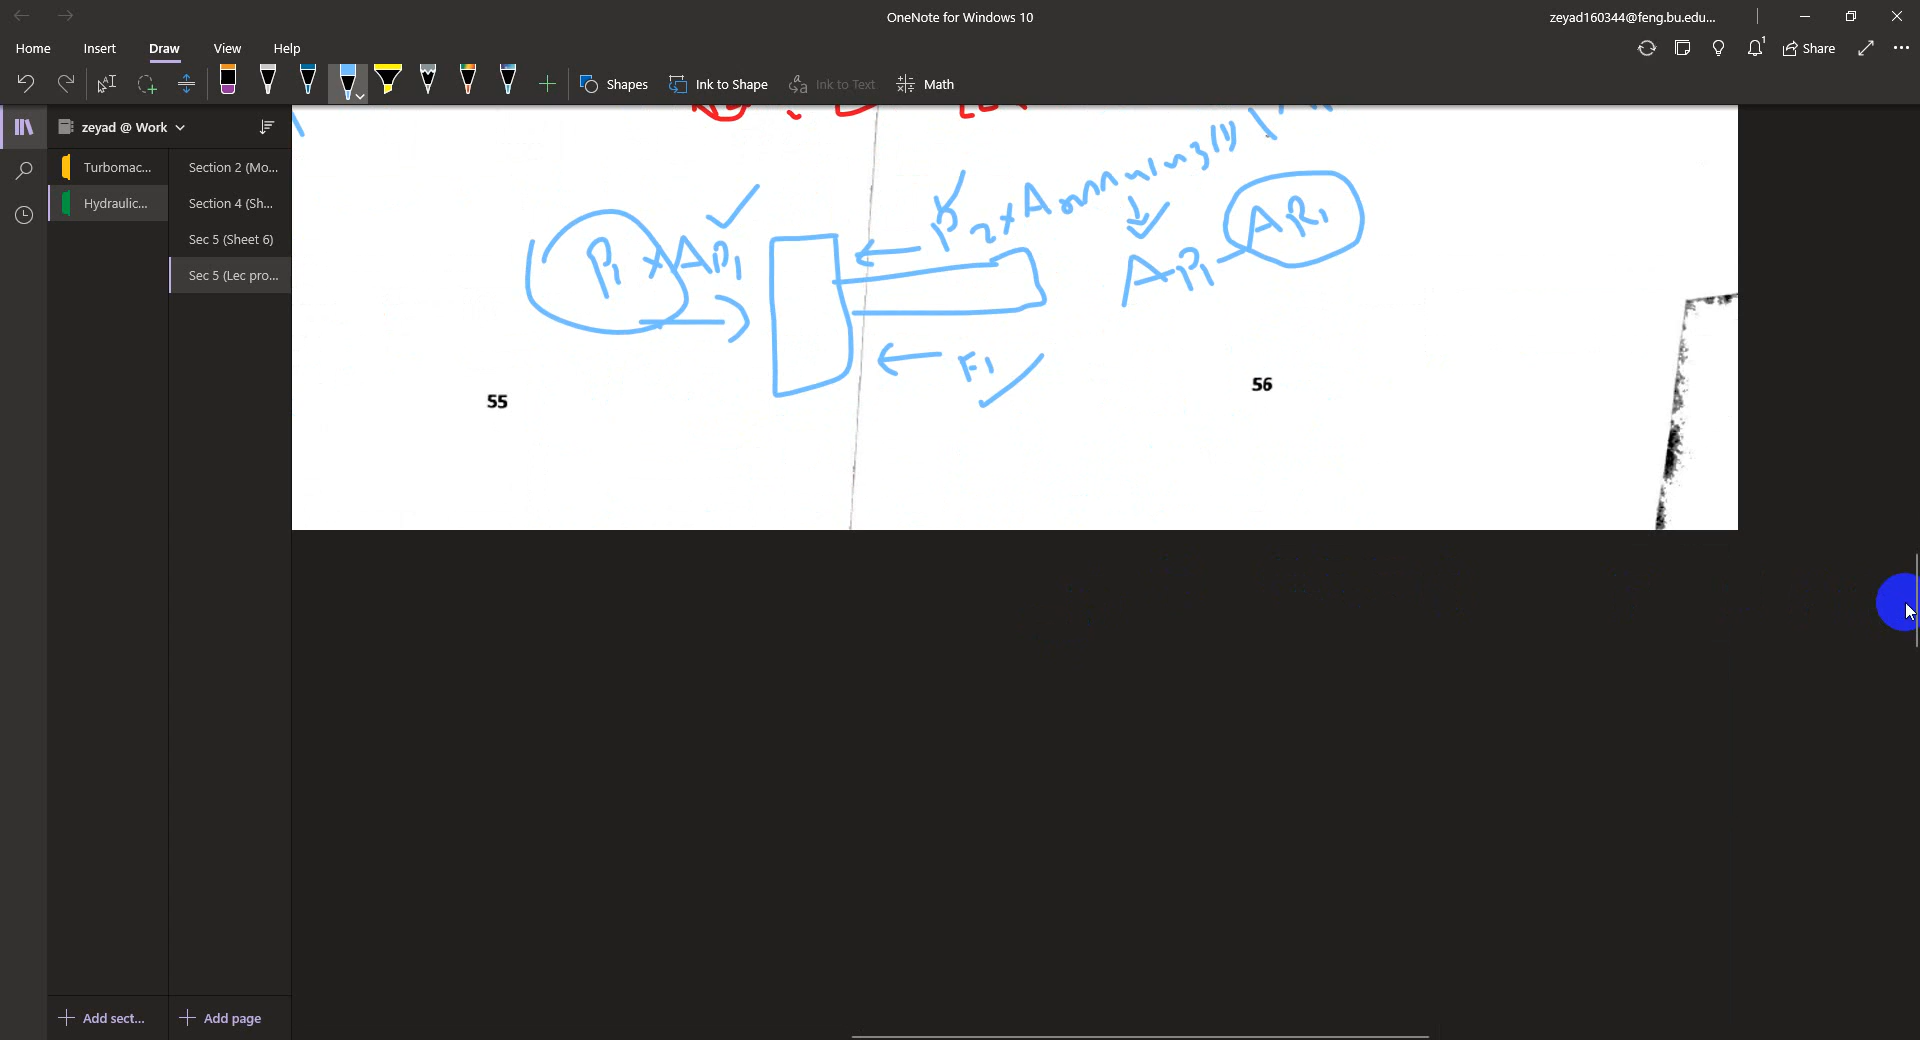 OneNote for Windows 10
zeyad160344@feng.bu.edu...
Home
Insert
Draw
View
Help
1
Share
Shapes
Ink to Shape
Ink to Text
Math
zeyad @ Work
Turbomac...
Section 2 (Mo...
Hydraulic...
Section 4 (Sh...
Sec 5 (Sheet 6)
Sec 5 (Lec pro...
P1 x AP1
P2 x A
AP1 - AR1
F1
55
56
Add sect...
Add page